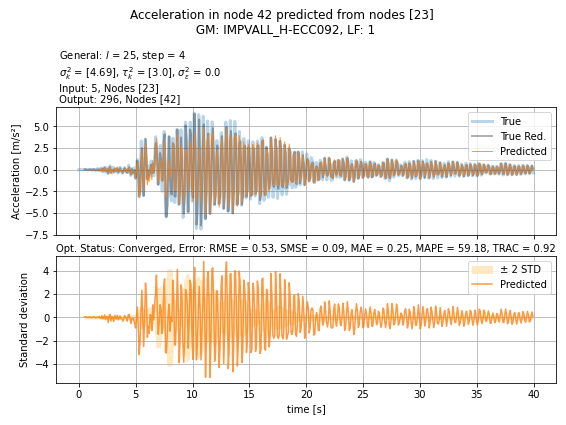 Acceleration in node 42 predicted from nodes [23]
GM: IMPVALL_H-ECC092, LF: 1
General: l = 25, step = 4
σ²ₖ = [4.69], τ²ₖ = [3.0], σ²ₑ = 0.0
Input: 5, Nodes [23]
Output: 296, Nodes [42]
Acceleration [m/s²]
5.0
2.5
0.0
−2.5
−5.0
−7.5
True
True Red.
Predicted
Opt. Status: Converged, Error: RMSE = 0.53, SMSE = 0.09, MAE = 0.25, MAPE = 59.18, TRAC = 0.92
Standard deviation
4
2
0
−2
−4
± 2 STD
Predicted
0 5 10 15 20 25 30 35 40
time [s]